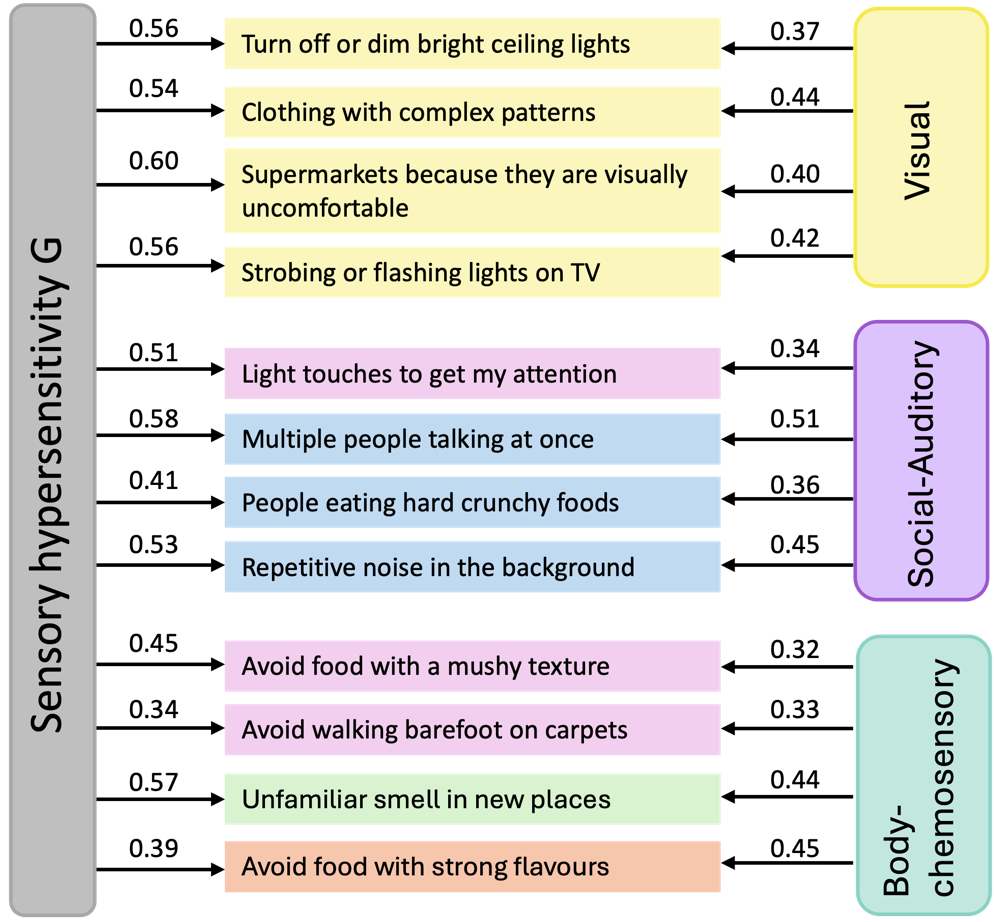 Sensory hypersensitivity G
0.56
Turn off or dim bright ceiling lights
0.37
0.54
Clothing with complex patterns
0.44
0.60
Supermarkets because they are visually
uncomfortable
0.40
0.56
Strobing or flashing lights on TV
0.42
Visual
0.51
Light touches to get my attention
0.34
0.58
Multiple people talking at once
0.51
0.41
People eating hard crunchy foods
0.36
0.53
Repetitive noise in the background
0.45
Social-Auditory
0.45
Avoid food with a mushy texture
0.32
0.34
Avoid walking barefoot on carpets
0.33
0.57
Unfamiliar smell in new places
0.44
0.39
Avoid food with strong flavours
0.45
Body-
chemosensory